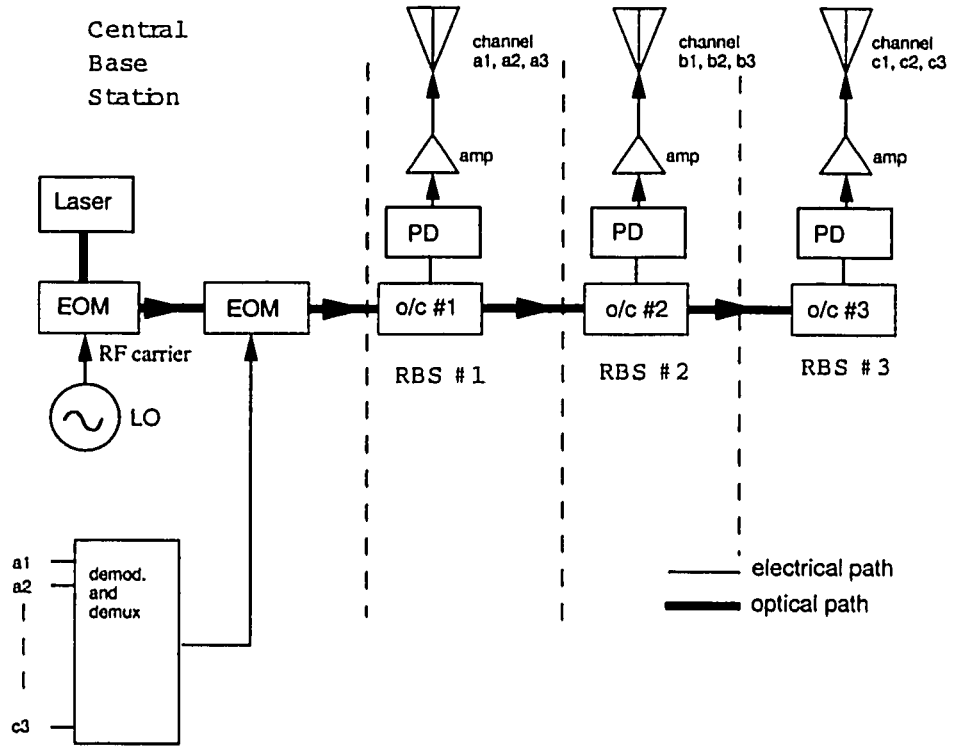 Central
Base
Station
channel
a1, a2, a3
channel
b1, b2, b3
channel
c1, c2, c3
amp
amp
amp
Laser
PD
PD
PD
EOM
EOM
o/c #1
o/c #2
o/c #3
RF carrier
RBS #1
RBS #2
RBS #3
LO
a1
a2
demod.
and
demux
c3
electrical path
optical path